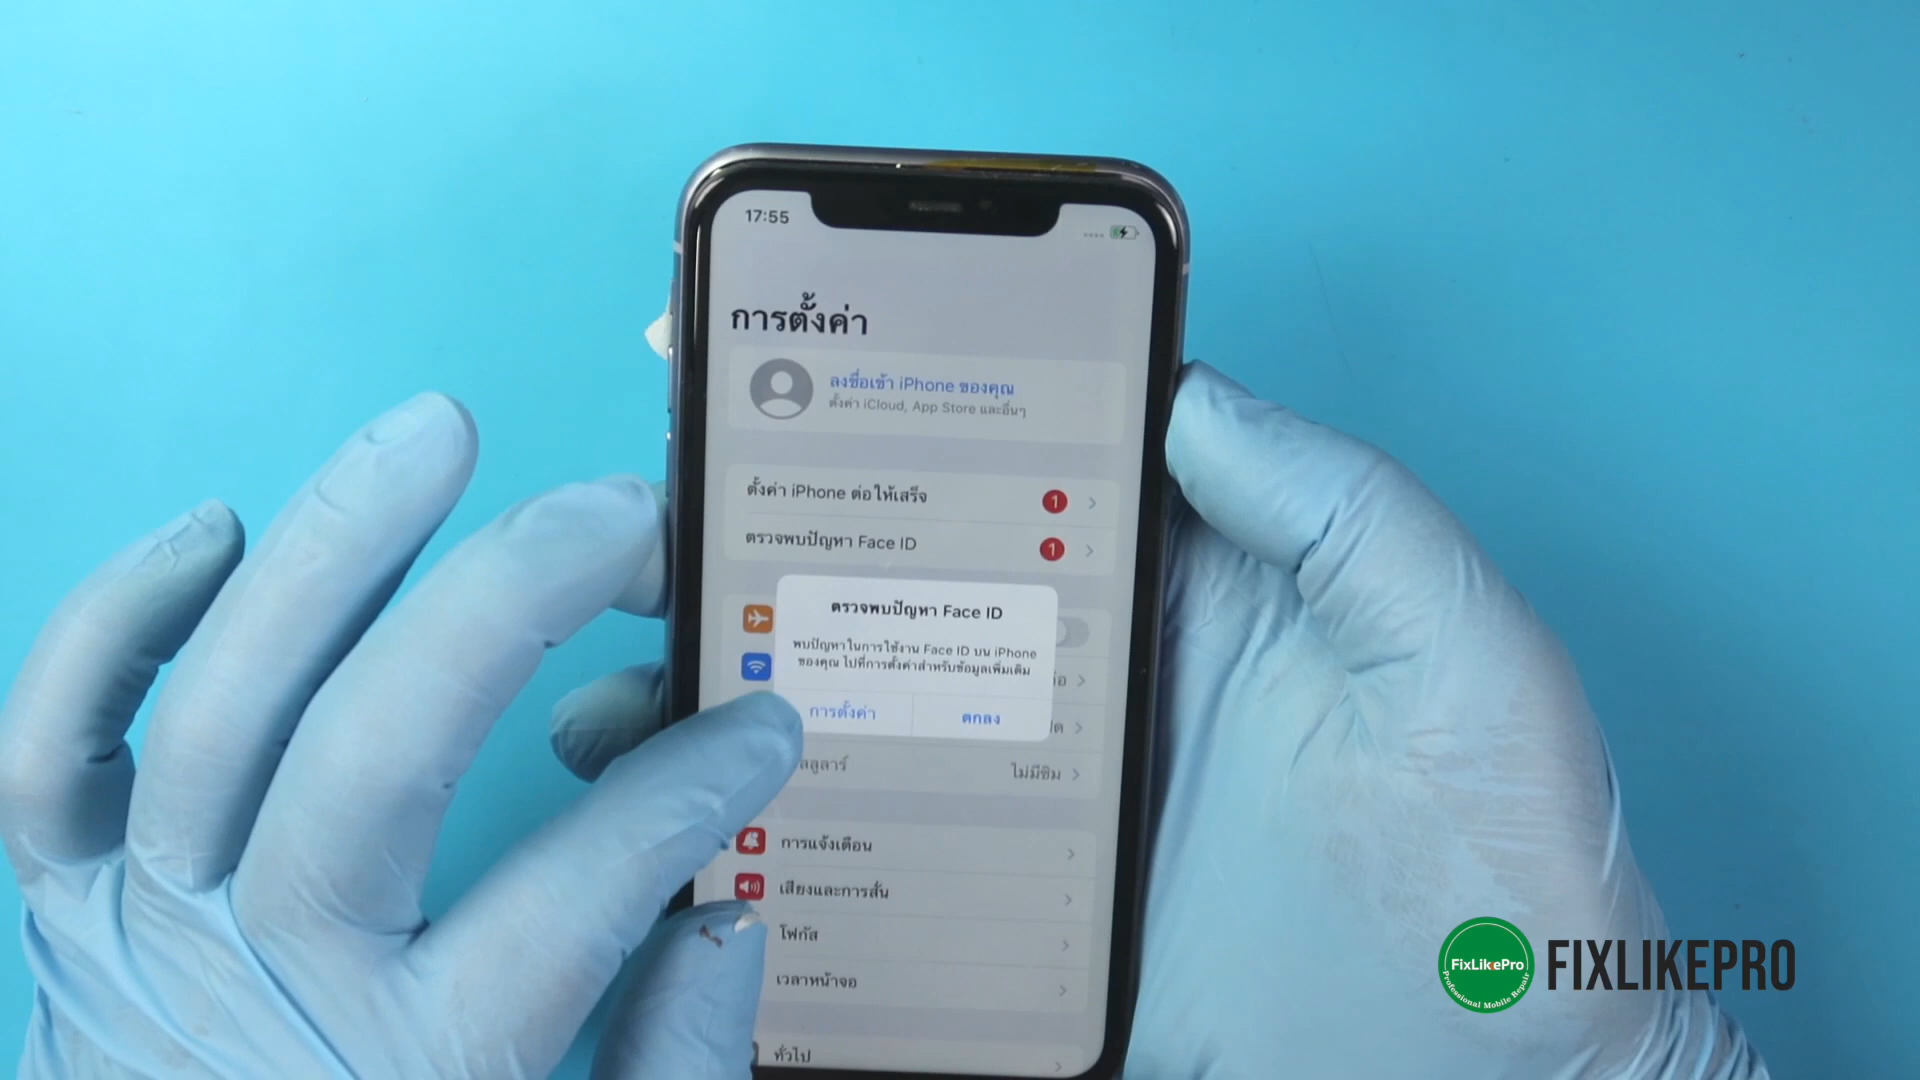 17:55
การตั้งค่า
ลงชื่อเข้า iPhone ของคุณ
ตั้งค่า iCloud, App Store และอื่นๆ
ตั้งค่า iPhone ต่อให้เสร็จ
1
ตรวจพบปัญหา Face ID
1
ตรวจพบปัญหา Face ID
พบปัญหาในการใช้งาน Face ID บน iPhone
ของคุณ ไปที่การตั้งค่าสำหรับข้อมูลเพิ่มเติม
การตั้งค่า
ตกลง
ไม่มีซิม
การแจ้งเตือน
เสียงและการสั่น
โฟกัส
เวลาหน้าจอ
ทั่วไป
FixLikePro
Professional Mobile Repair
FIXLIKEPRO